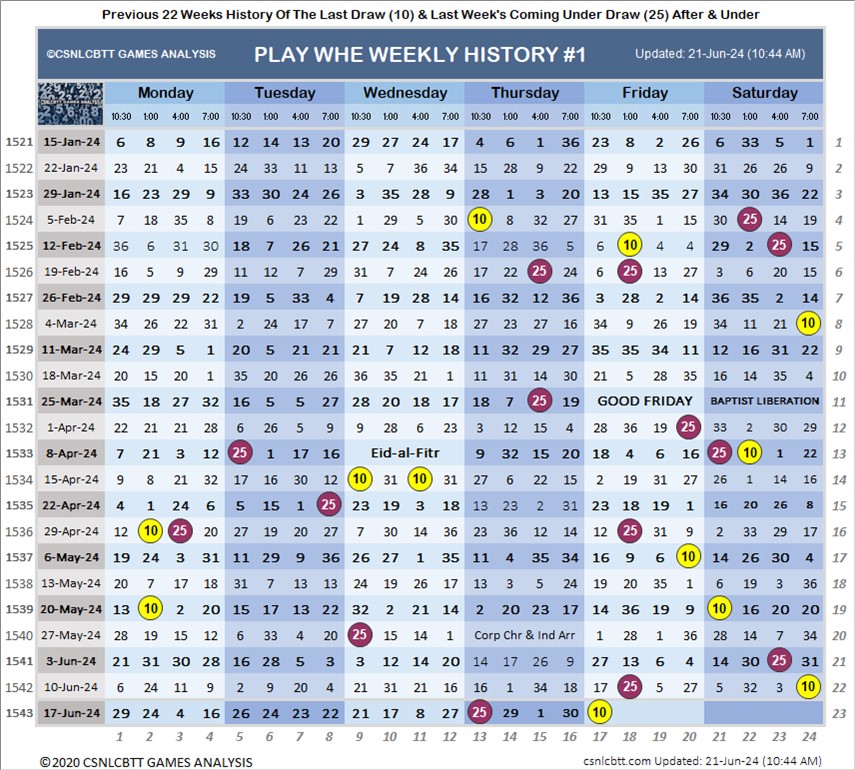 Previous 22 Weeks History Of The Last Draw (10) & Last Week's Coming Under Draw (25) After & Under
©CSNLCBTT GAMES ANALYSIS PLAY WHE WEEKLY HISTORY #1 Updated: 21-Jun-24 (10:44 AM)
Monday Tuesday Wednesday Thursday Friday Saturday
10:30 1:00 4:00 7:00 10:30 1:00 4:00 7:00 10:30 1:00 4:00 7:00 10:30 1:00 4:00 7:00 10:30 1:00 4:00 7:00 10:30 1:00 4:00 7:00
1521 15-Jan-24 6 8 9 16 12 14 13 20 29 27 24 17 4 6 1 36 23 8 2 26 6 33 5 1 1
1522 22-Jan-24 23 21 4 15 24 33 11 13 5 7 36 34 15 28 9 22 29 9 13 30 31 26 26 9 2
1523 29-Jan-24 16 23 29 9 33 30 24 26 3 35 28 9 28 1 3 20 13 15 35 27 34 30 36 22 3
1524 5-Feb-24 7 18 35 8 19 6 23 22 1 29 5 30 10 8 32 27 31 35 1 15 30 25 14 19 4
1525 12-Feb-24 36 6 31 30 18 7 26 21 27 24 8 35 17 28 36 5 6 10 4 4 29 2 25 15 5
1526 19-Feb-24 16 5 9 29 11 12 7 29 31 7 24 26 17 22 25 24 6 25 13 27 3 6 20 15 6
1527 26-Feb-24 29 29 29 22 19 5 33 4 7 19 28 14 16 32 12 36 3 28 2 14 36 35 2 14 7
1528 4-Mar-24 34 26 22 31 2 24 17 7 27 20 7 18 27 23 27 16 34 9 26 19 34 11 21 10 8
1529 11-Mar-24 24 29 5 1 20 5 21 21 21 7 12 18 11 32 29 27 35 35 34 11 12 16 31 22 9
1530 18-Mar-24 20 15 20 1 35 20 26 26 36 35 21 1 11 31 14 30 21 5 28 35 16 14 35 4 10
1531 25-Mar-24 35 18 27 32 16 5 5 27 28 20 18 17 18 7 25 19 GOOD FRIDAY BAPTIST LIBERATION 11
1532 1-Apr-24 22 21 21 28 6 26 5 9 9 28 6 23 3 12 15 4 28 36 19 25 33 2 30 29 12
1533 8-Apr-24 7 21 3 12 25 1 17 16 Eid-al-Fitr 9 32 15 20 18 4 6 16 25 10 1 22 13
1534 15-Apr-24 9 8 21 32 17 16 30 12 10 31 10 31 27 6 22 15 2 19 31 27 26 1 14 16 14
1535 22-Apr-24 4 1 24 6 5 15 1 25 23 19 3 18 13 23 2 31 23 18 19 1 16 20 26 8 15
1536 29-Apr-24 12 10 25 20 27 19 20 27 7 30 14 36 23 36 12 14 16 25 31 9 2 33 29 17 16
1537 6-May-24 19 24 3 31 11 29 9 36 26 27 1 35 11 4 35 34 16 9 6 10 14 26 30 4 17
1538 13-May-24 20 7 17 18 31 7 13 13 24 19 26 17 13 3 5 24 19 20 35 1 6 19 3 36 18
1539 20-May-24 13 10 2 20 15 17 13 22 32 2 21 14 2 20 23 17 14 36 19 9 10 16 20 20 19
1540 27-May-24 28 19 15 12 6 33 4 20 25 15 14 1 Corp Chr & Ind Arr 1 28 1 36 28 14 7 34 20
1541 3-Jun-24 21 31 30 28 16 28 5 3 3 12 14 20 14 17 26 9 27 13 6 4 14 30 25 31 21
1542 10-Jun-24 6 24 11 9 2 9 20 4 21 31 21 16 16 1 34 18 17 25 5 27 5 32 3 10 22
1543 17-Jun-24 29 24 4 16 26 24 23 22 21 17 8 27 25 29 1 30 10 23
1 2 3 4 5 6 7 8 9 10 11 12 13 14 15 16 17 18 19 20 21 22 23 24
©2020 CSNLCBTT GAMES ANALYSIS csnlcbtt.com Updated: 21-Jun-24 (10:44 AM)